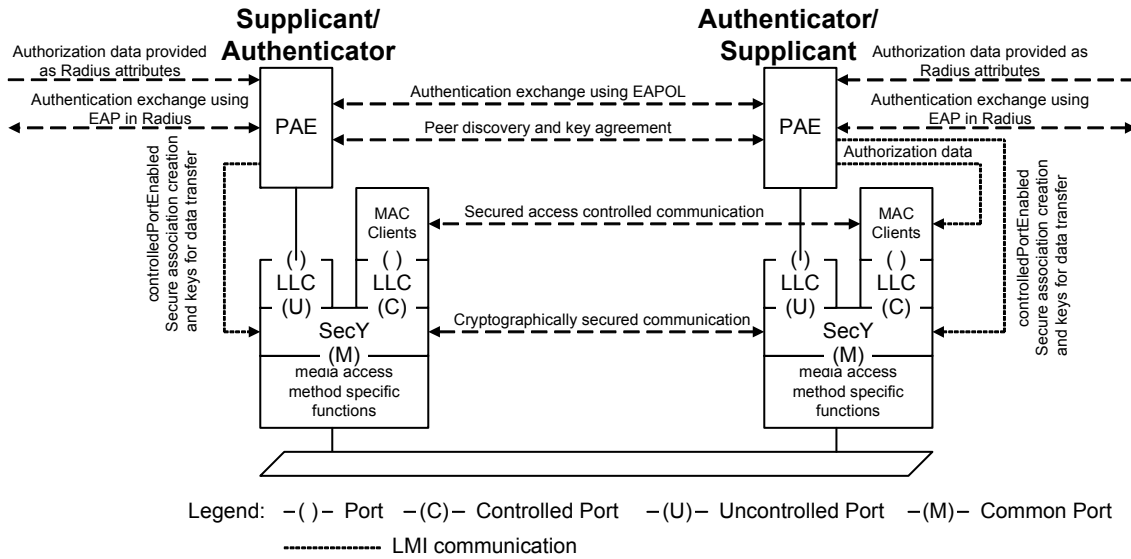 Supplicant/
Authenticator
Authenticator/
Supplicant
Authorization data provided
as Radius attributes
Authentication exchange using
EAP in Radius
PAE
Authentication exchange using EAPOL
Peer discovery and key agreement
PAE
Authorization data provided as
Radius attributes
Authentication exchange using
EAP in Radius
Authorization data
controlledPortEnabled
Secure association creation
and keys for data transfer
MAC
Clients
Secured access controlled communication
MAC
Clients
controlledPortEnabled
Secure association creation
and keys for data transfer
( )
( )
LLC
LLC
(U)
(C)
SecY
(M)
media access
method specific
functions
Cryptographically secured communication
( )
( )
LLC
LLC
(U)
(C)
SecY
(M)
media access
method specific
functions
Legend: –( )– Port –(C)– Controlled Port –(U)– Uncontrolled Port –(M)– Common Port
LMI communication